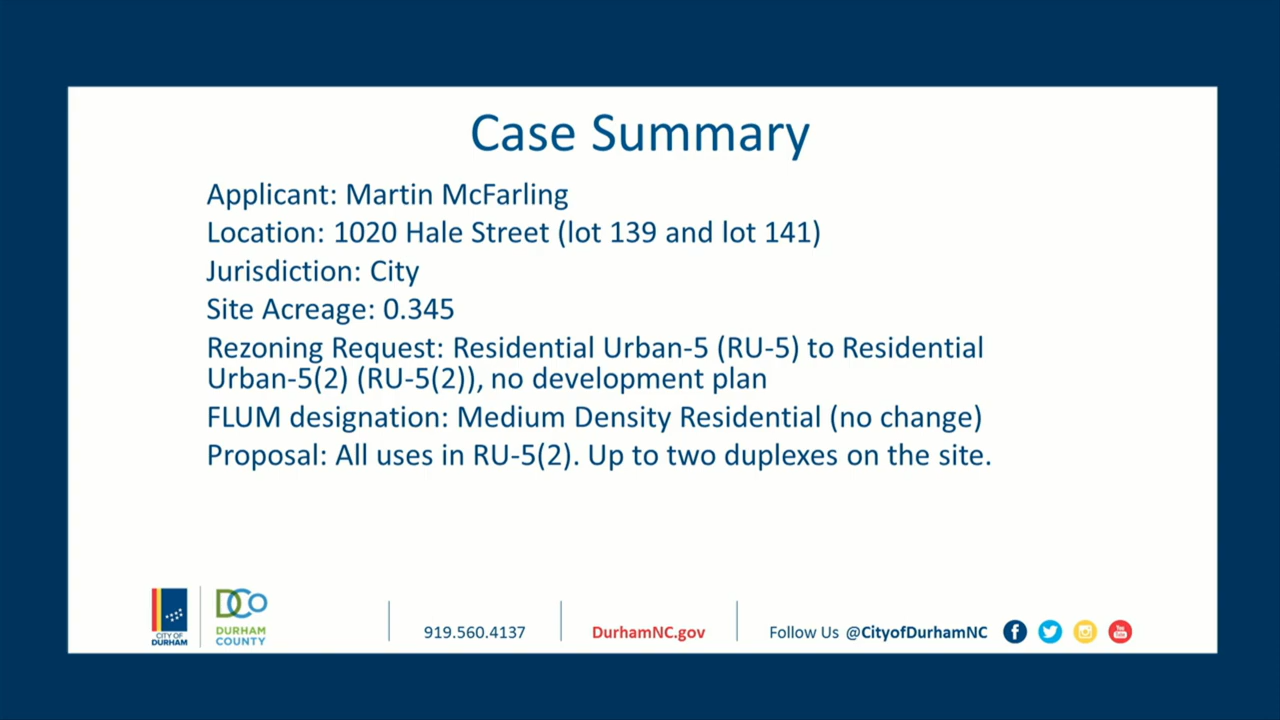 Case Summary
Applicant: Martin McFarling
Location: 1020 Hale Street (lot 139 and lot 141)
Jurisdiction: City
Site Acreage: 0.345
Rezoning Request: Residential Urban-5 (RU-5) to Residential
Urban-5(2) (RU-5(2)), no development plan
FLUM designation: Medium Density Residential (no change)
Proposal: All uses in RU-5(2). Up to two duplexes on the site.
CITY OF
DURHAM
DCo
DURHAM
COUNTY
919.560.4137
DurhamNC.gov
Follow Us @CityofDurhamNC
You
Tube